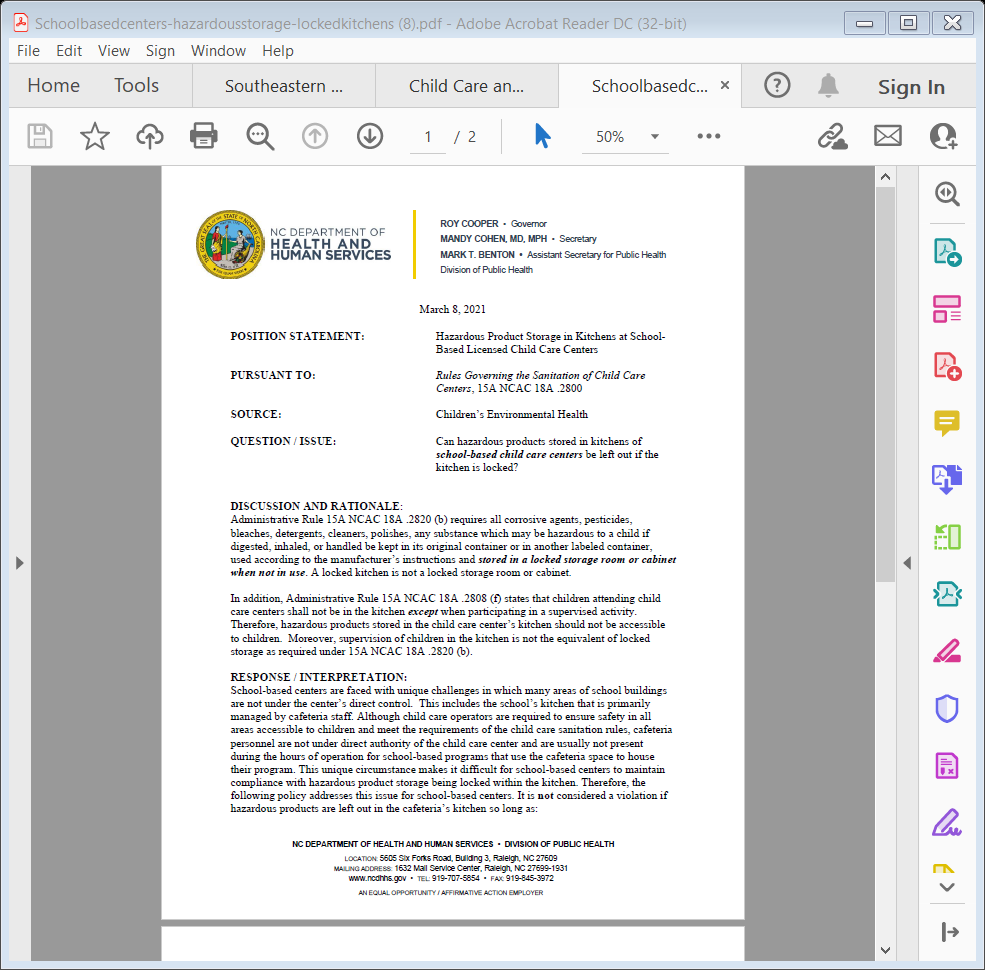 Schoolbasedcenters-hazardousstorage-lockedkitchens (8).pdf - Adobe Acrobat Reader DC (32-bit)
File Edit View Sign Window Help
Home Tools Southeastern ... Child Care an... Schoolbasedc... × Sign In
1 / 2 50%
NC DEPARTMENT OF
HEALTH AND
HUMAN SERVICES
ROY COOPER • Governor
MANDY COHEN, MD, MPH • Secretary
MARK T. BENTON • Assistant Secretary for Public Health
Division of Public Health
March 8, 2021
POSITION STATEMENT: Hazardous Product Storage in Kitchens at School-
Based Licensed Child Care Centers
PURSUANT TO: Rules Governing the Sanitation of Child Care
Centers, 15A NCAC 18A .2800
SOURCE: Children's Environmental Health
QUESTION / ISSUE: Can hazardous products stored in kitchens of
school-based child care centers be left out if the
kitchen is locked?
DISCUSSION AND RATIONALE:
Administrative Rule 15A NCAC 18A .2820 (b) requires all corrosive agents, pesticides,
bleaches, detergents, cleaners, polishes, any substance which may be hazardous to a child if
digested, inhaled, or handled be kept in its original container or in another labeled container,
used according to the manufacturer's instructions and stored in a locked storage room or cabinet
when not in use. A locked kitchen is not a locked storage room or cabinet.
In addition, Administrative Rule 15A NCAC 18A .2808 (f) states that children attending child
care centers shall not be in the kitchen except when participating in a supervised activity.
Therefore, hazardous products stored in the child care center's kitchen should not be accessible
to children. Moreover, supervision of children in the kitchen is not the equivalent of locked
storage as required under 15A NCAC 18A .2820 (b).
RESPONSE / INTERPRETATION:
School-based centers are faced with unique challenges in which many areas of school buildings
are not under the center's direct control. This includes the school's kitchen that is primarily
managed by cafeteria staff. Although child care operators are required to ensure safety in all
areas accessible to children and meet the requirements of the child care sanitation rules, cafeteria
personnel are not under direct authority of the child care center and are usually not present
during the hours of operation for school-based programs that use the cafeteria space to house
their program. This unique circumstance makes it difficult for school-based centers to maintain
compliance with hazardous product storage being locked within the kitchen. Therefore, the
following policy addresses this issue for school-based centers. It is not considered a violation if
hazardous products are left out in the cafeteria's kitchen so long as:
NC DEPARTMENT OF HEALTH AND HUMAN SERVICES • DIVISION OF PUBLIC HEALTH
LOCATION: 5605 Six Forks Road, Building 3, Raleigh, NC 27609
MAILING ADDRESS: 1632 Mail Service Center, Raleigh, NC 27699-1931
www.ncdhhs.gov • TEL: 919-707-5854 • FAX: 919-845-3972
AN EQUAL OPPORTUNITY / AFFIRMATIVE ACTION EMPLOYER